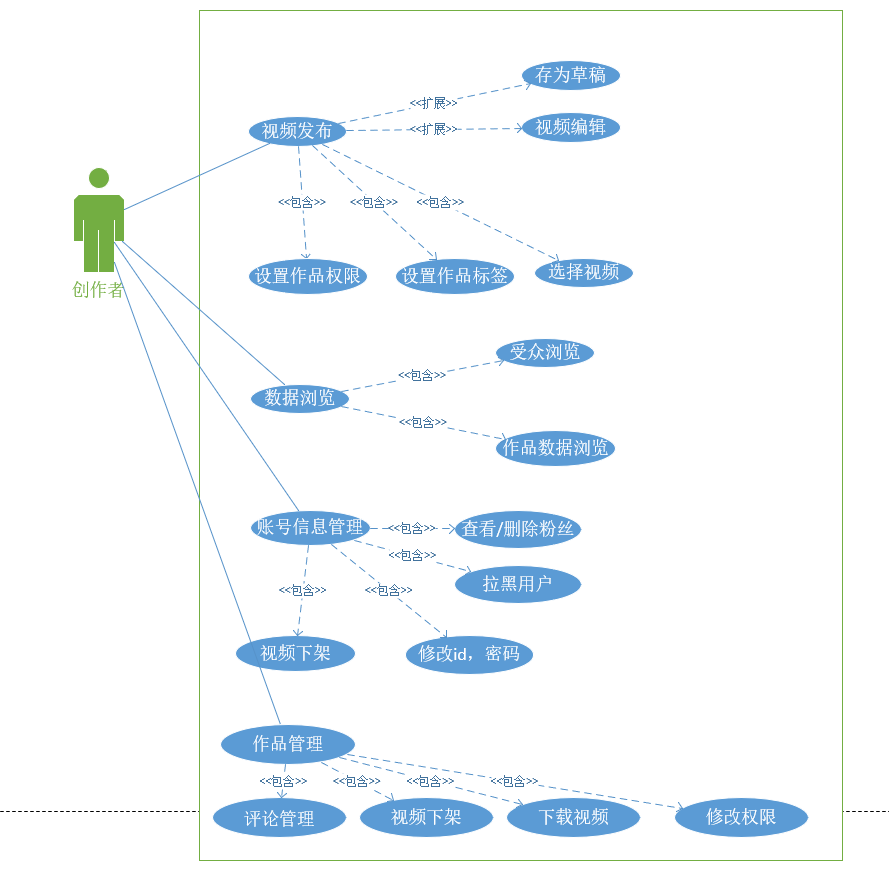 存为草稿
<<扩展>>
视频发布
<<扩展>>
视频编辑
<<包含>>
<<包含>>
<<包含>>
创作者
设置作品权限
设置作品标签
选择视频
受众浏览
<<包含>>
数据浏览
<<包含>>
作品数据浏览
账号信息管理
<<包含>>
查看/删除粉丝
<<包含>>
拉黑用户
<<包含>>
<<包含>>
视频下架
修改id，密码
作品管理
<<包含>>
<<包含>>
<<包含>>
<<包含>>
评论管理
视频下架
下载视频
修改权限